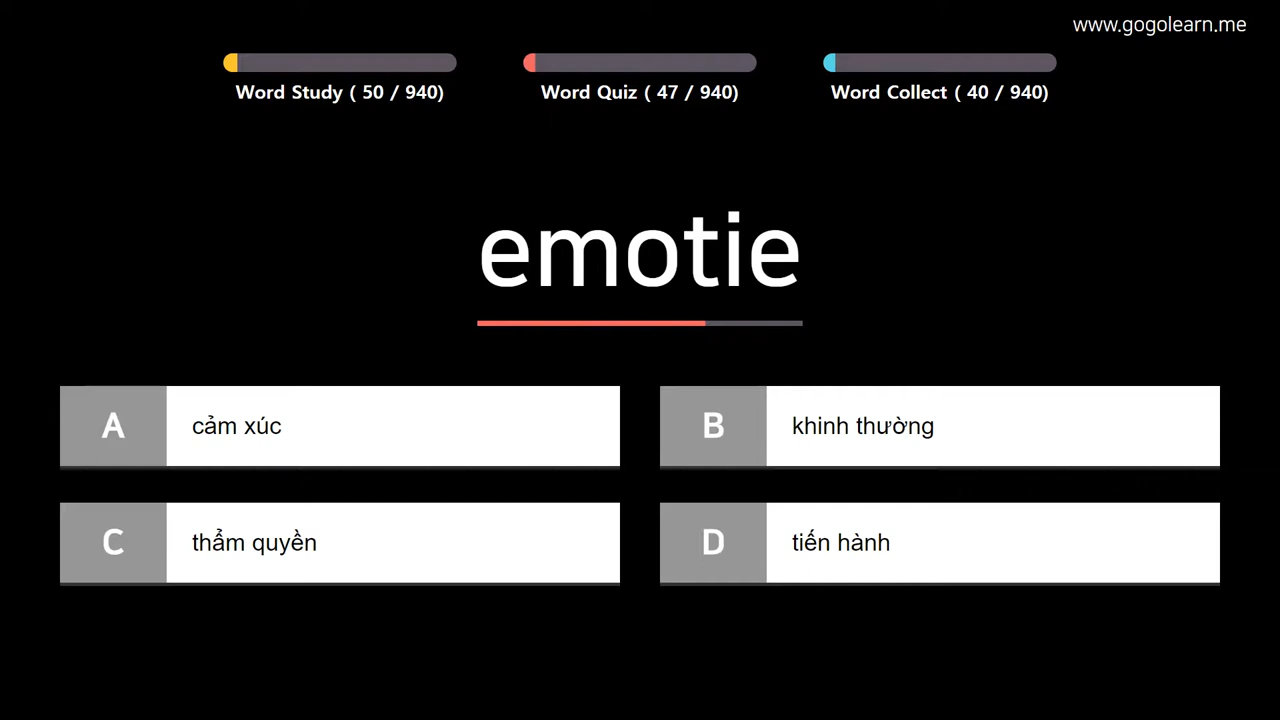 www.gogolearn.me
Word Study ( 50 / 940)
Word Quiz ( 47 / 940)
Word Collect ( 40 / 940)
emotie
A cảm xúc
B khinh thường
C thẩm quyền
D tiến hành